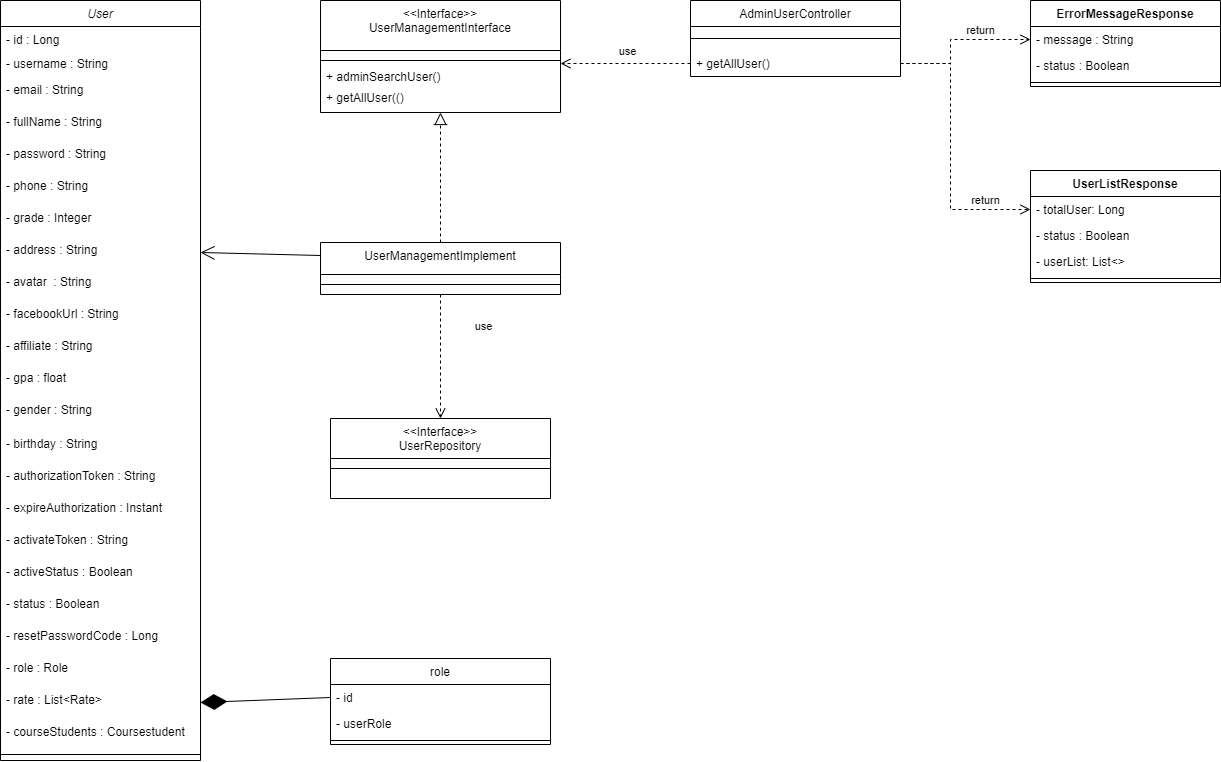 User
- id : Long
- username : String
- email : String
- fullName : String
- password : String
- phone : String
- grade : Integer
- address : String
- avatar  : String
- facebookUrl : String
- affiliate : String
- gpa : float
- gender : String
- birthday : String
- authorizationToken : String
- expireAuthorization : Instant
- activateToken : String
- activeStatus : Boolean
- status : Boolean
- resetPasswordCode : Long
- role : Role
- rate : List<Rate>
- courseStudents : Coursestudent
<<Interface>>
UserManagementInterface
+ adminSearchUser()
+ getAllUser(()
use
AdminUserController
+ getAllUser()
return
ErrorMessageResponse
- message : String
- status : Boolean
return
UserListResponse
- totalUser: Long
- status : Boolean
- userList: List<>
UserManagementImplement
use
<<Interface>>
UserRepository
role
- id
- userRole